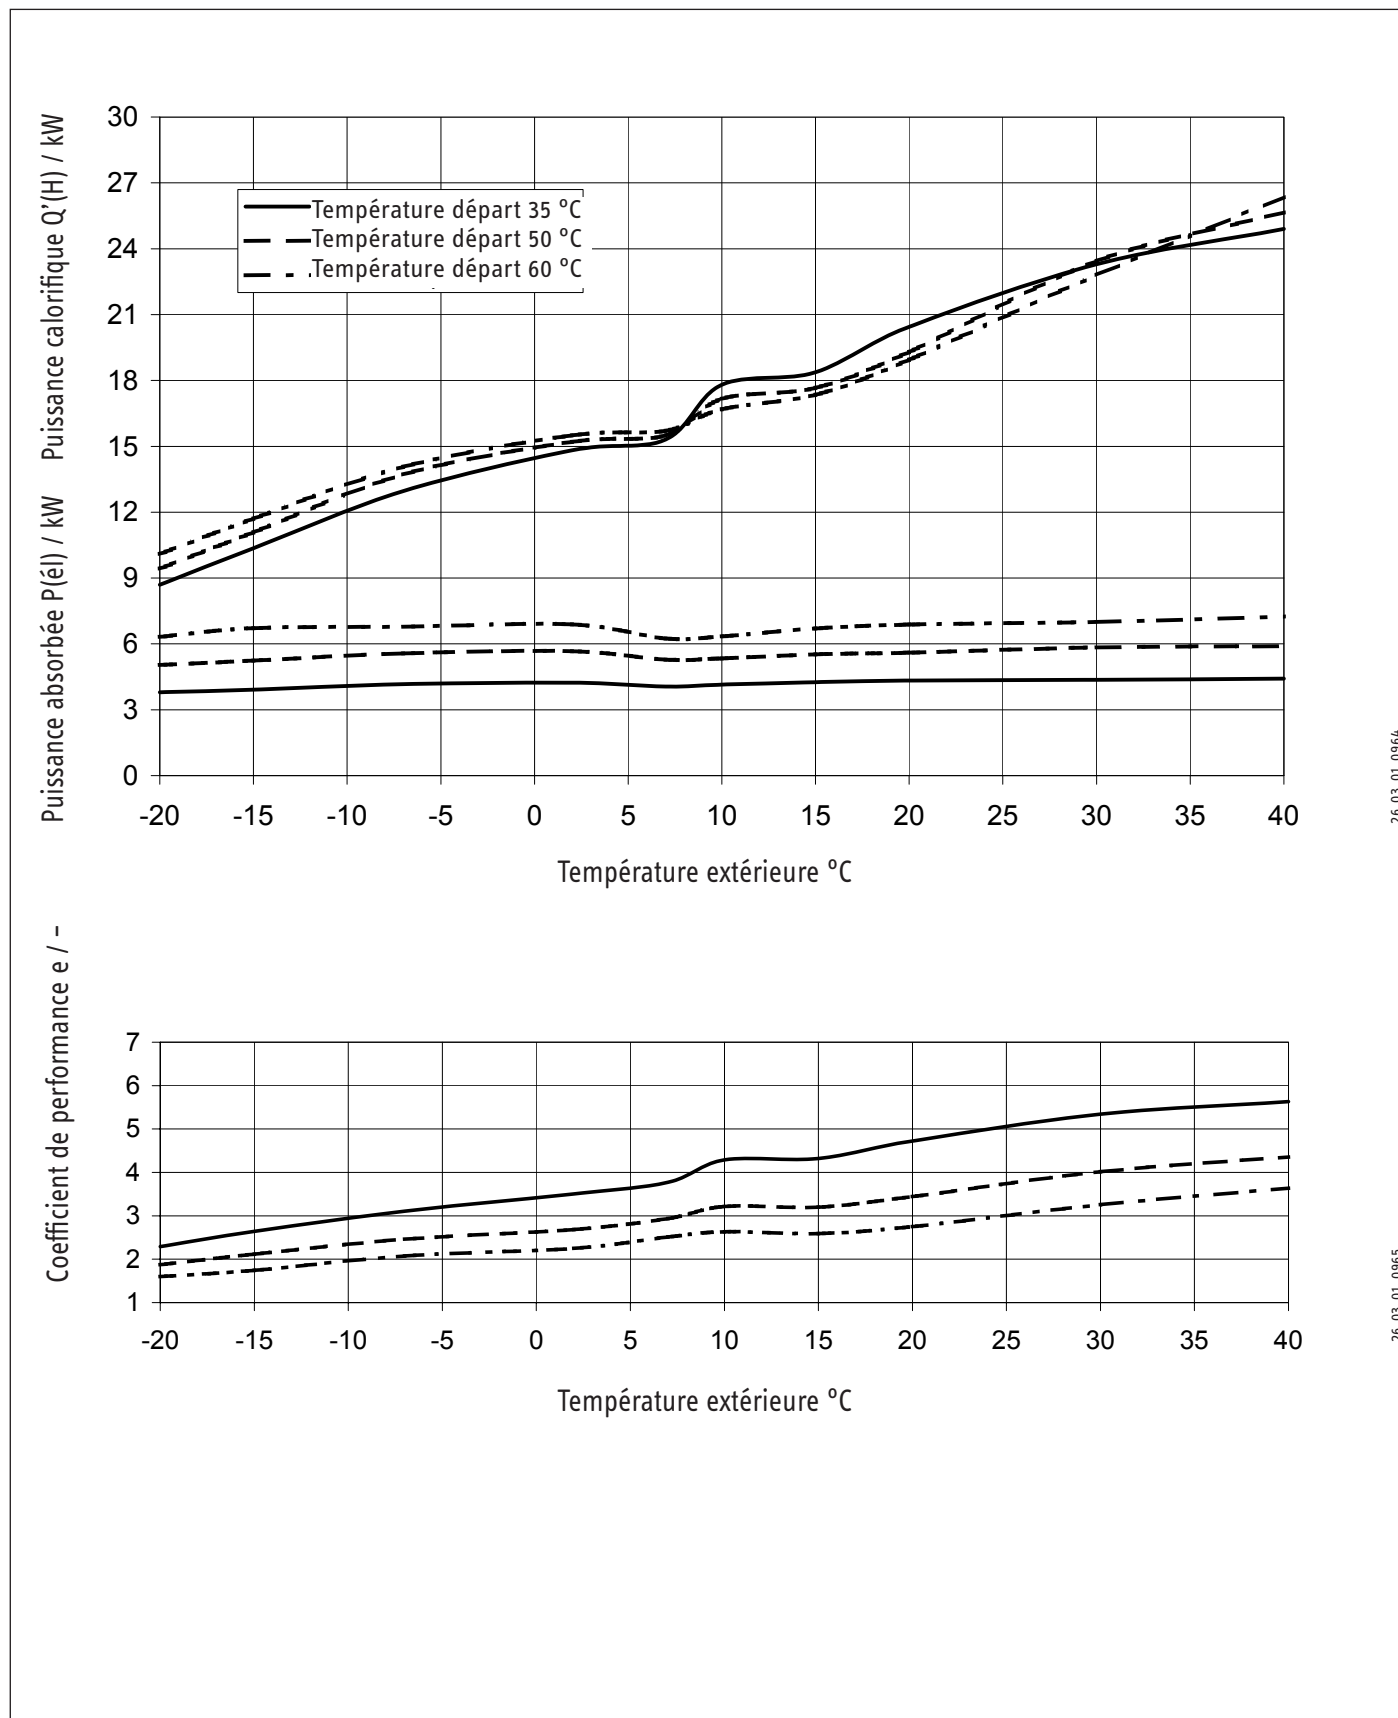 Puissance absorbée P(él) / kW Puissance calorifique Q'(H) / kW
30
27
24
21
18
15
12
9
6
3
0
Température départ 35 °C
Température départ 50 °C
Température départ 60 °C
-20 -15 -10 -5 0 5 10 15 20 25 30 35 40
Température extérieure °C
26_03_01_0964
Coefficient de performance e / –
7
6
5
4
3
2
1
-20 -15 -10 -5 0 5 10 15 20 25 30 35 40
Température extérieure °C
26_03_01_0965